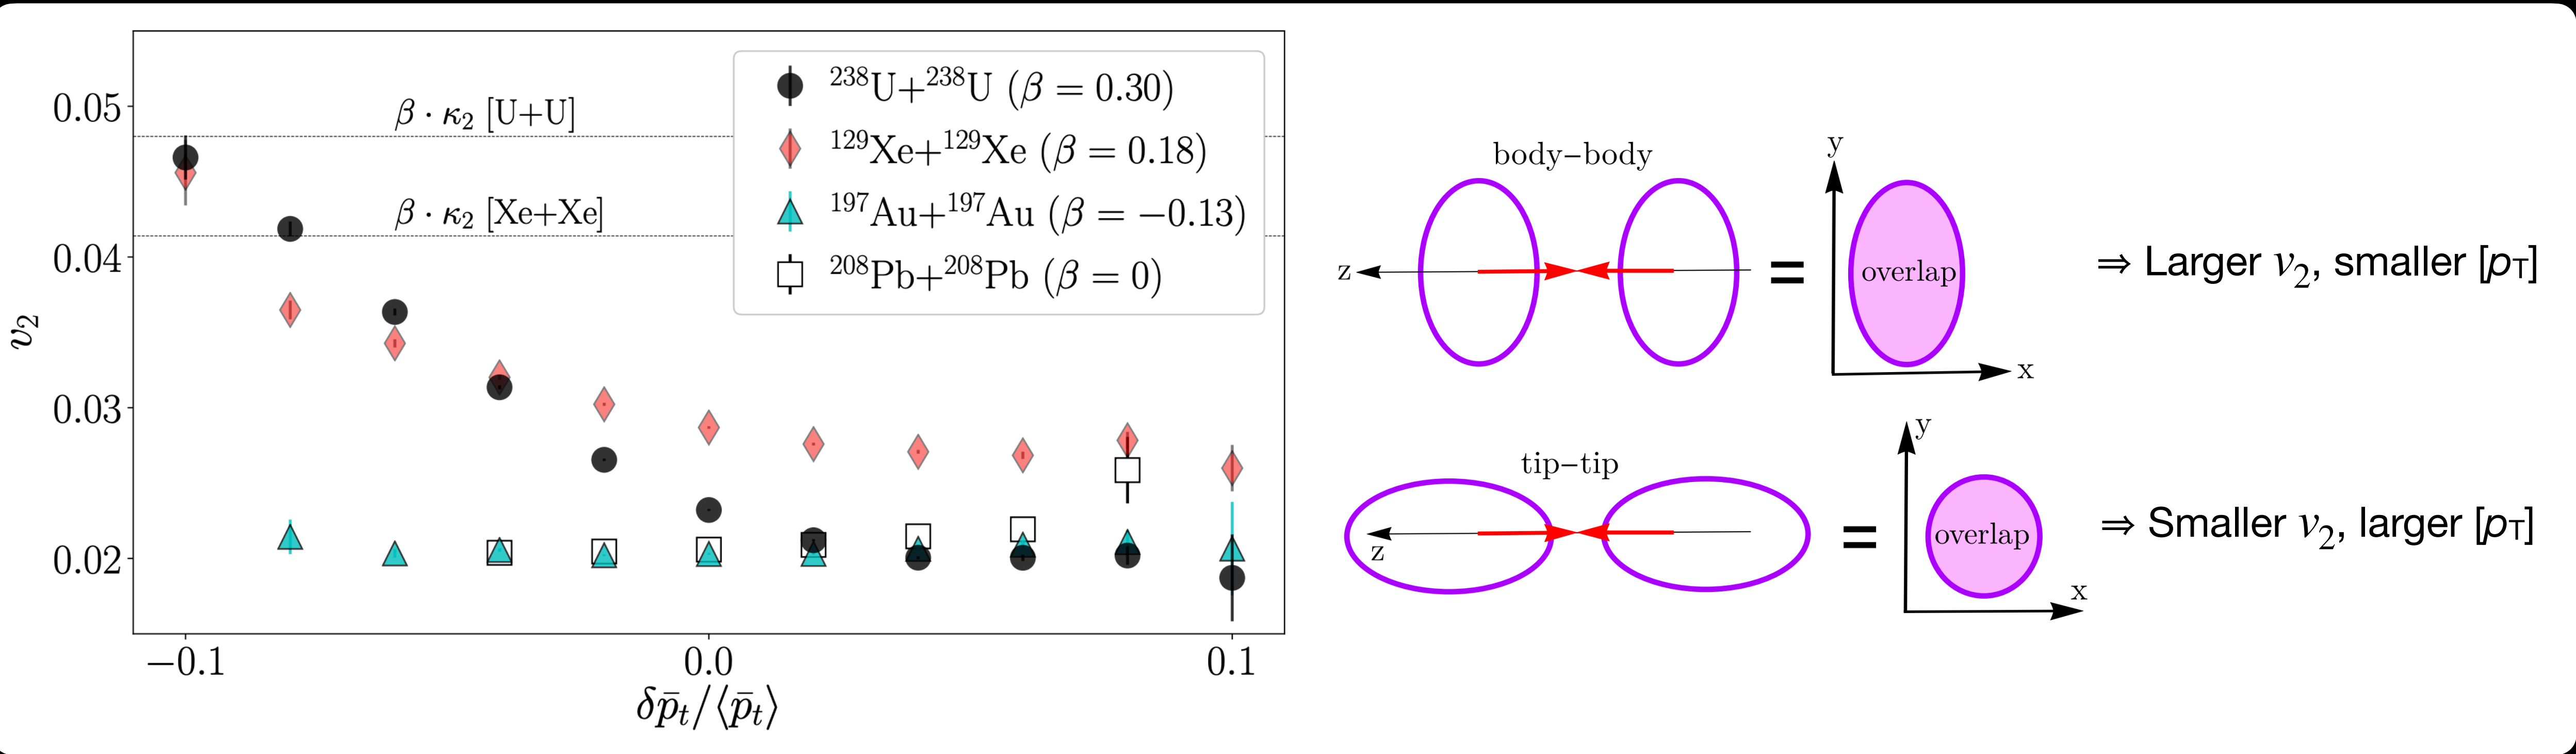 0.05
0.04
0.03
0.02
v₂
β · κ₂ [U+U]
β · κ₂ [Xe+Xe]
²³⁸U+²³⁸U (β = 0.30)
¹²⁹Xe+¹²⁹Xe (β = 0.18)
¹⁹⁷Au+¹⁹⁷Au (β = −0.13)
²⁰⁸Pb+²⁰⁸Pb (β = 0)
−0.1 0.0 0.1
δp̄ₜ/⟨p̄ₜ⟩
body–body
z
=
y
overlap
x
⇒ Larger v₂, smaller [p_T]
tip–tip
z
=
y
overlap
x
⇒ Smaller v₂, larger [p_T]